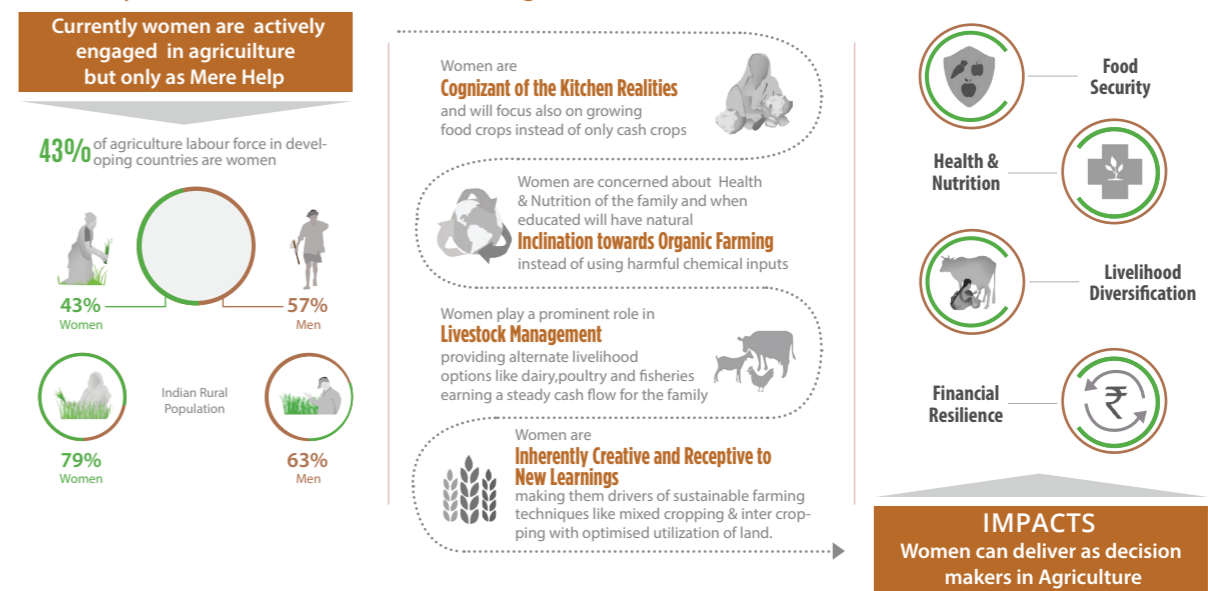 Currently women are actively
engaged in agricuilture
but only as Mere Help
43% of agriculture labour force in devel-
oping countries are women
43%
Women
57%
Men
Indian Rural
Population
79%
Women
63%
Men
Women are
Cognizant of the Kitchen Realities
and will focus also on growing
food crops instead of only cash crops
Women are concerned about Health
& Nutrition of the family and when
educated will have natural
Inclination towards Organic Farming
instead of using harmful chemical inputs
Women play a prominent role in
Livestock Management
providing alternate livelihood
options like dairy,poultry and fisheries
earning a steady cash flow for the family
Women are
Inherently Creative and Receptive to
New Learnings
making them drivers of sustainable farming
techniques like mixed cropping & inter crop-
ping with optimised utilization of land.
Food
Security
Health &
Nutrition
Livelihood
Diversification
Financial
Resilience
₹
IMPACTS
Women can deliver as decision
makers in Agriculture